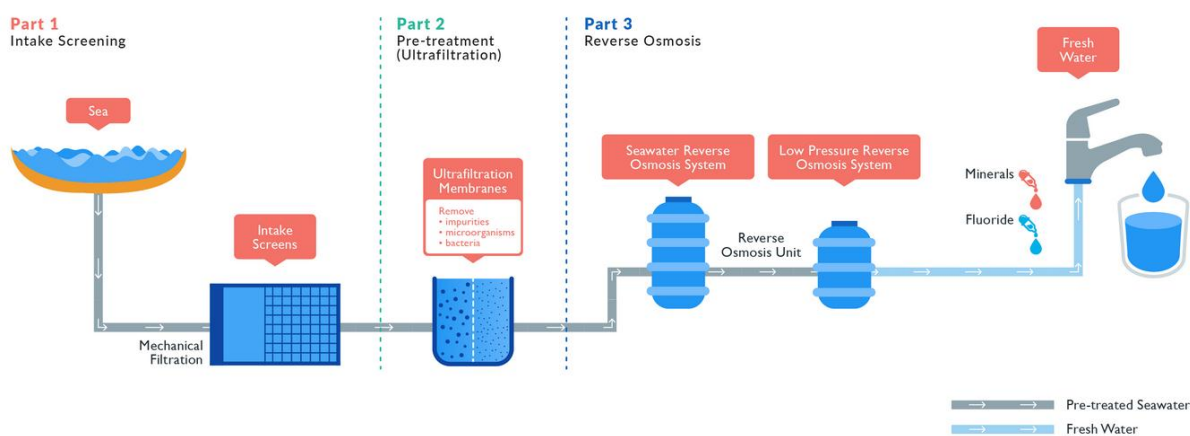 Part 1
Intake Screening
Part 2
Pre-treatment
(Ultrafiltration)
Part 3
Reverse Osmosis
Sea
Mechanical
Filtration
Intake
Screens
Ultrafiltration
Membranes
Remove
• impurities
• microorganisms
• bacteria
Seawater Reverse
Osmosis System
Reverse
Osmosis Unit
Low Pressure Reverse
Osmosis System
Minerals
Fluoride
Fresh
Water
Pre-treated Seawater
Fresh Water